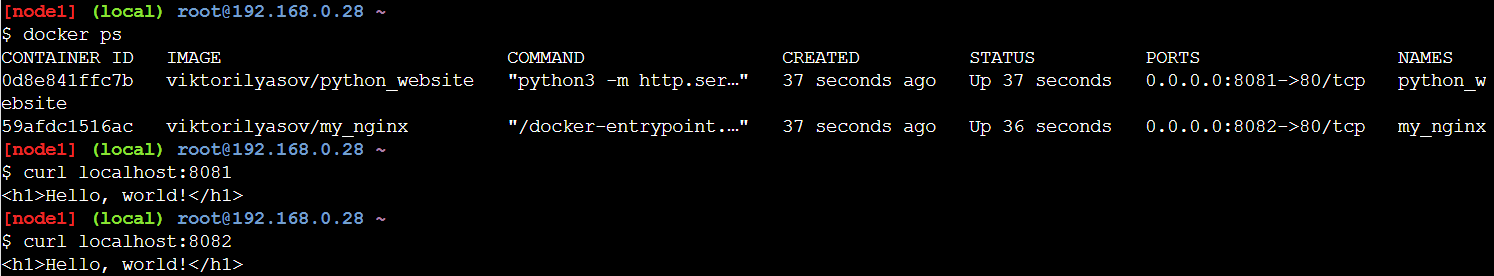 [node1] (local) root@192.168.0.28 ~
$ docker ps
CONTAINER ID   IMAGE                          COMMAND                  CREATED          STATUS          PORTS                  NAMES
0d8e841ffc7b   viktorilyasov/python_website   "python3 -m http.ser…"   37 seconds ago   Up 37 seconds   0.0.0.0:8081->80/tcp   python_w
ebsite
59afdc1516ac   viktorilyasov/my_nginx         "/docker-entrypoint.…"   37 seconds ago   Up 36 seconds   0.0.0.0:8082->80/tcp   my_nginx
[node1] (local) root@192.168.0.28 ~
$ curl localhost:8081
<h1>Hello, world!</h1>
[node1] (local) root@192.168.0.28 ~
$ curl localhost:8082
<h1>Hello, world!</h1>